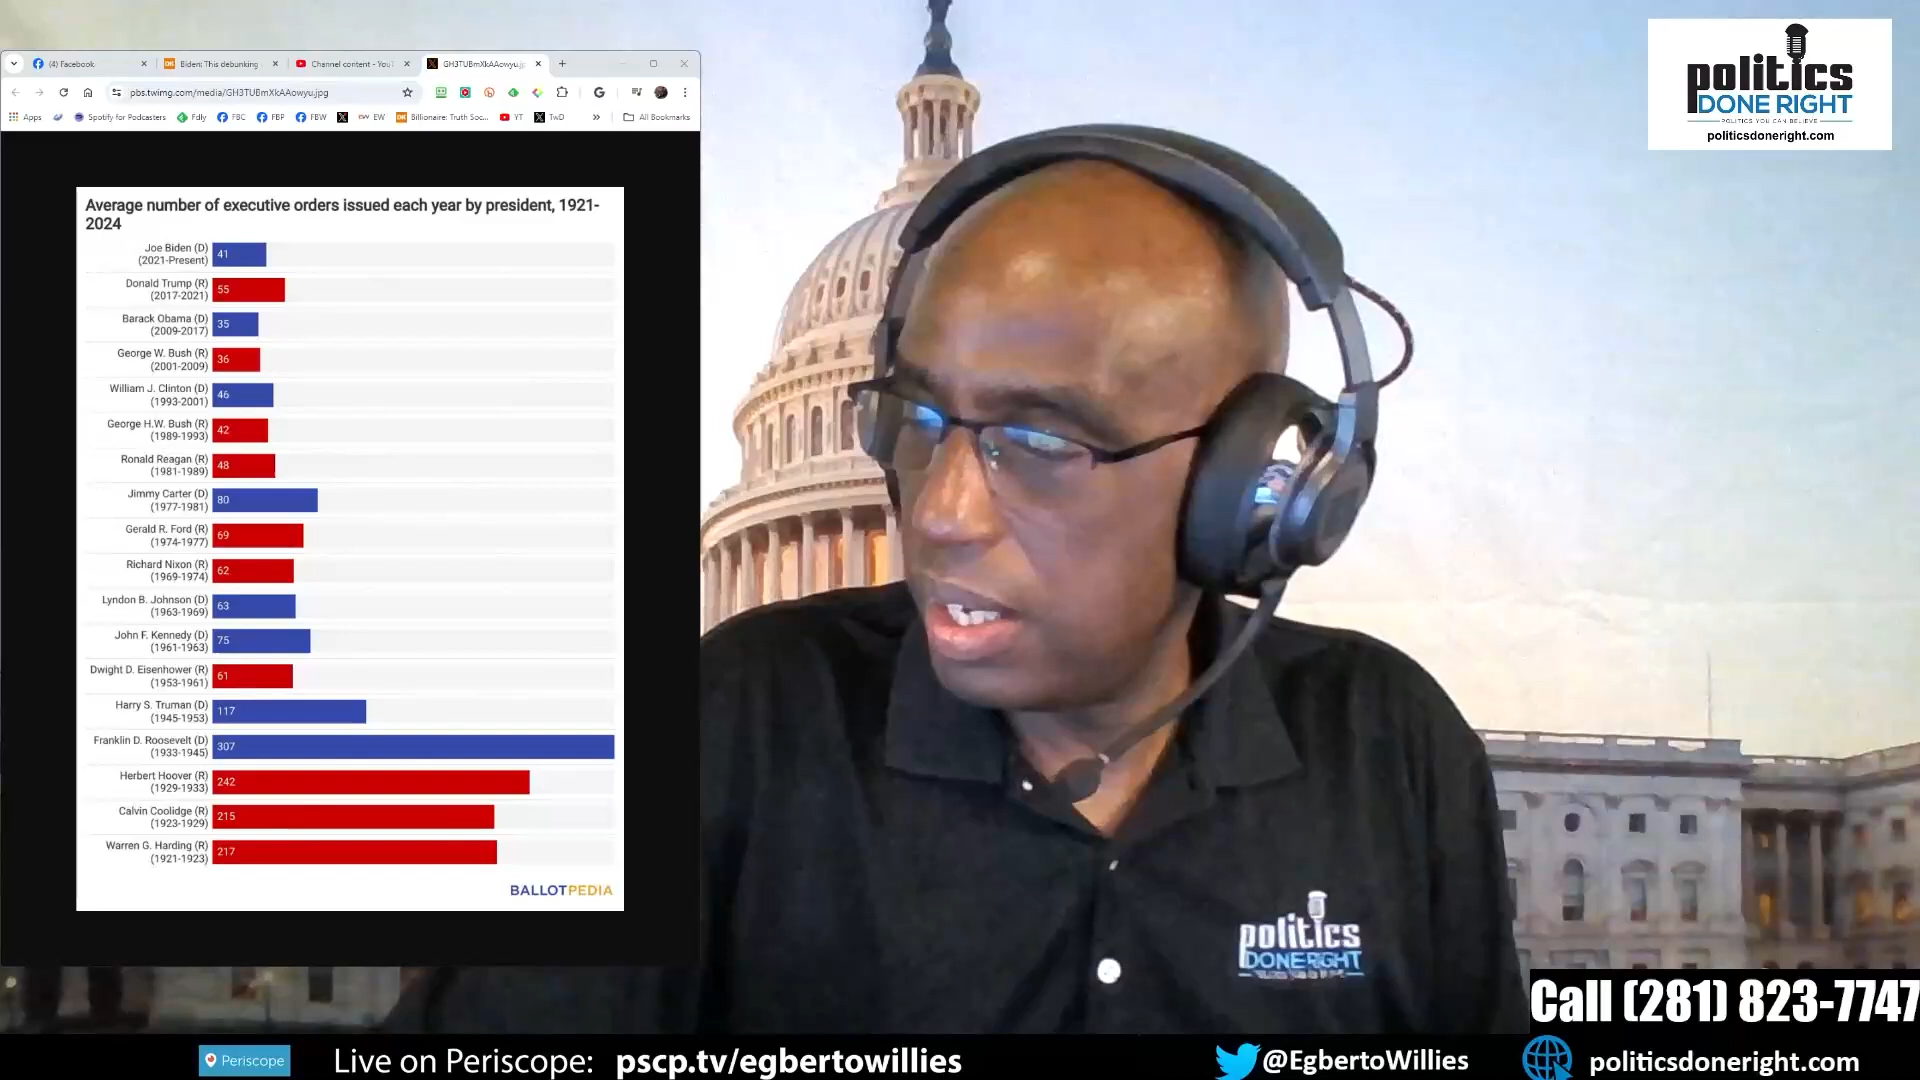 (4) Facebook
Biden: This debunking
Channel content - YouT
GH3TUBmXkAAowyu.jp
pbs.twimg.com/media/GH3TUBmXkAAowyu.jpg
Apps
Spotify for Podcasters
Fdly
FBC
FBP
FBW
EW
Billionaire: Truth Soc...
YT
TwD
All Bookmarks
Average number of executive orders issued each year by president, 1921-
2024
Joe Biden (D)
(2021-Present)
41
Donald Trump (R)
(2017-2021)
55
Barack Obama (D)
(2009-2017)
35
George W. Bush (R)
(2001-2009)
36
William J. Clinton (D)
(1993-2001)
46
George H.W. Bush (R)
(1989-1993)
42
Ronald Reagan (R)
(1981-1989)
48
Jimmy Carter (D)
(1977-1981)
80
Gerald R. Ford (R)
(1974-1977)
69
Richard Nixon (R)
(1969-1974)
62
Lyndon B. Johnson (D)
(1963-1969)
63
John F. Kennedy (D)
(1961-1963)
75
Dwight D. Eisenhower (R)
(1953-1961)
61
Harry S. Truman (D)
(1945-1953)
117
Franklin D. Roosevelt (D)
(1933-1945)
307
Herbert Hoover (R)
(1929-1933)
242
Calvin Coolidge (R)
(1923-1929)
215
Warren G. Harding (R)
(1921-1923)
217
BALLOTPEDIA
politics
DONE RIGHT
POLITICS YOU CAN BELIEVE
politicsdoneright.com
politics
DONE RIGHT
Call (281) 823-7747
Periscope
Live on Periscope: pscp.tv/egbertowillies
@EgbertoWillies
politicsdoneright.com